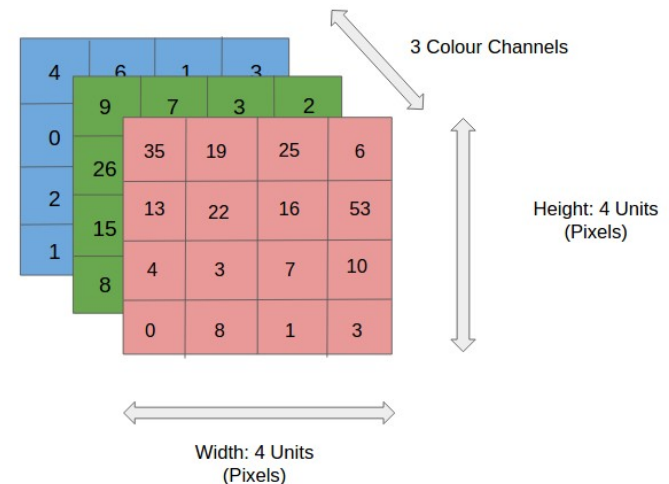 3 Colour Channels
4 6 1 3
0
2
1
9 7 3 2
26
15
8
35 19 25 6
13 22 16 53
4 3 7 10
0 8 1 3
Height: 4 Units
(Pixels)
Width: 4 Units
(Pixels)